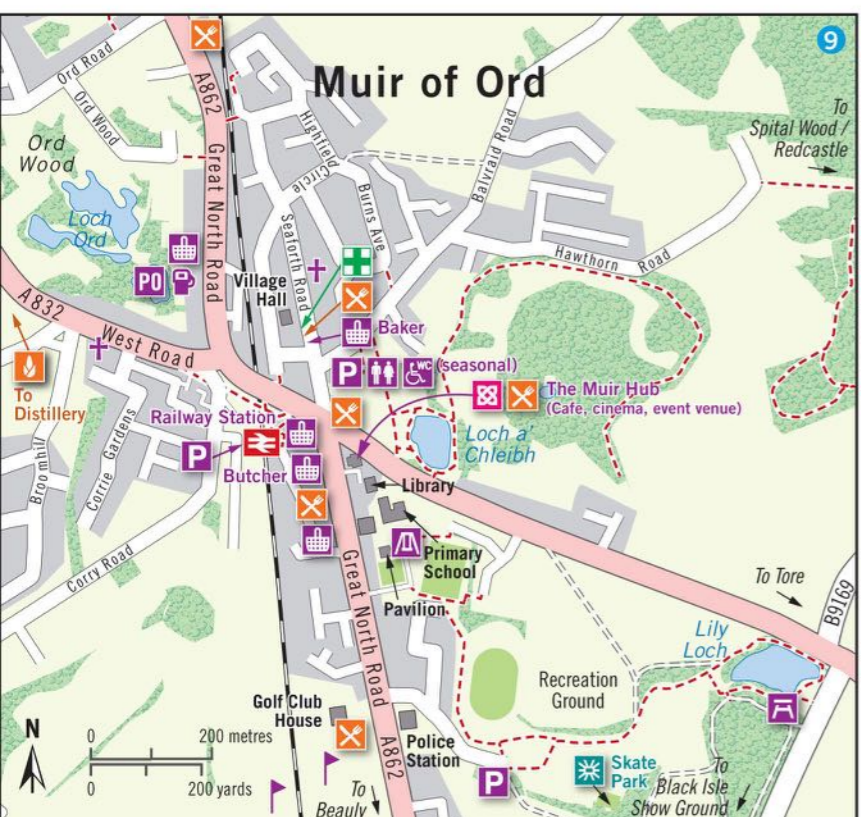 9
Muir of Ord
To
Spital Wood /
Redcastle
Ord Road
A862
Ord Wood
Ord
Wood
Highfield
Circle
Balvraid Road
Great North Road
Burns Ave
Loch
Ord
Seaforth Road
Hawthorn Road
PO
Village
Hall
A832
West Road
Baker
P
WC
(seasonal)
To
Distillery
The Muir Hub
(Cafe, cinema, event venue)
Railway Station
Loch a'
Chleibh
P
Butcher
Broomhill
Corrie Gardens
Library
Corry Road
Primary
School
Great North Road
Pavilion
To Tore
B9169
Lily
Loch
Recreation
Ground
Golf Club
House
N
0
200 metres
0
200 yards
Police
Station
A862
P
Skate
Park
To
Beauly
To
Black Isle
Show Ground